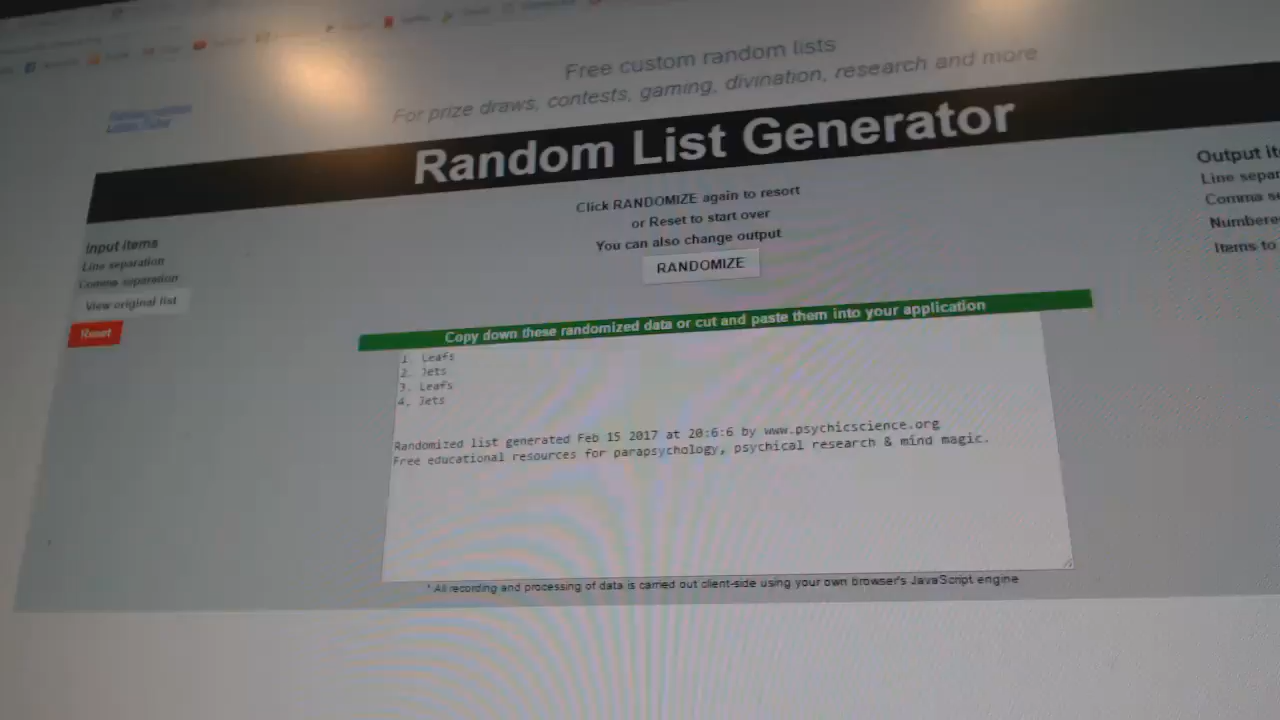 Free custom random lists
For prize draws, contests, gaming, divination, research and more
Random List Generator
Click RANDOMIZE again to resort
or Reset to start over
You can also change output
RANDOMIZE
Input items
Line separation
Comma separation
View original list
Reset
Output it
Line separ
Comma se
Numbere
Items to
Copy down these randomized data or cut and paste them into your application
1. Leafs
2. Jets
3. Leafs
4. Jets
Randomized list generated Feb 15 2017 at 20:6:6 by www.psychicscience.org
Free educational resources for parapsychology, psychical research & mind magic.
* All recording and processing of data is carried out client-side using your own browser's JavaScript engine